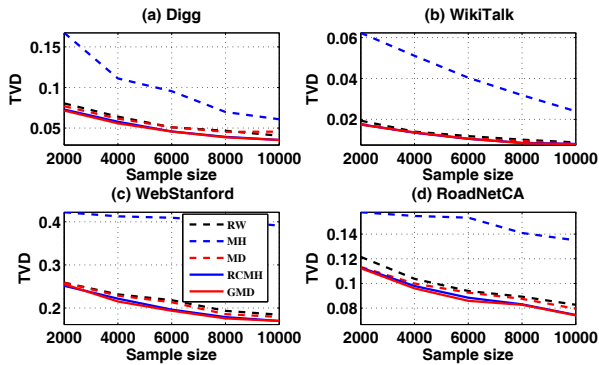 (a) Digg
(b) WikiTalk
TVD
0.15
0.1
0.05
2000 4000 6000 8000 10000
Sample size
TVD
0.06
0.04
0.02
2000 4000 6000 8000 10000
Sample size
(c) WebStanford
(d) RoadNetCA
TVD
0.4
0.3
0.2
RW
MH
MD
RCMH
GMD
2000 4000 6000 8000 10000
Sample size
TVD
0.14
0.12
0.1
0.08
2000 4000 6000 8000 10000
Sample size